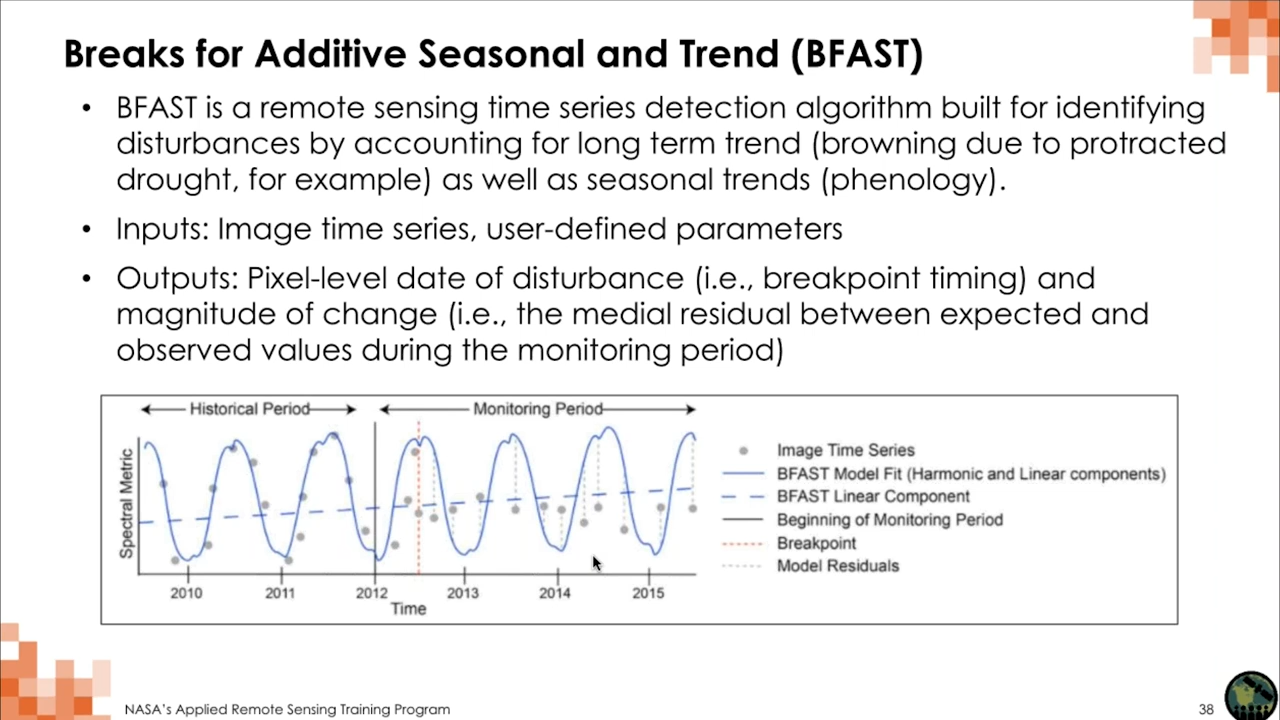 Breaks for Additive Seasonal and Trend (BFAST)
• BFAST is a remote sensing time series detection algorithm built for identifying
disturbances by accounting for long term trend (browning due to protracted
drought, for example) as well as seasonal trends (phenology).
• Inputs: Image time series, user-defined parameters
• Outputs: Pixel-level date of disturbance (i.e., breakpoint timing) and
magnitude of change (i.e., the medial residual between expected and
observed values during the monitoring period)
Historical Period
Monitoring Period
Spectral Metric
2010
2011
2012
2013
2014
2015
Time
Image Time Series
BFAST Model Fit (Harmonic and Linear components)
BFAST Linear Component
Beginning of Monitoring Period
Breakpoint
Model Residuals
NASA's Applied Remote Sensing Training Program
38